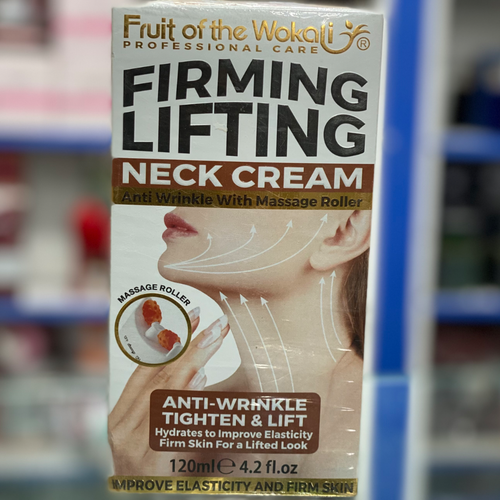 Fruit of the Wokali ®
PROFESSIONAL CARE
FIRMING
LIFTING
NECK CREAM
Anti Wrinkle With Massage Roller
MASSAGE ROLLER
ANTI-WRINKLE
TIGHTEN & LIFT
Hydrates to Improve Elasticity
Firm Skin For a Lifted Look
120ml e 4.2 fl.oz
IMPROVE ELASTICITY AND FIRM SKIN